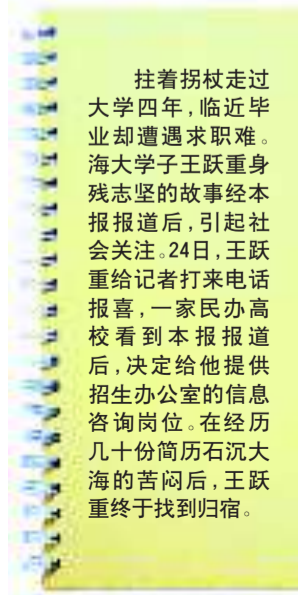 拄着拐杖走过
大学四年,临近毕
业却遭遇求职难。
海大学子王跃重身
残志坚的故事经本
报报道后,引起社
会关注。24日,王跃
重给记者打来电话
报喜,一家民办高
校看到本报报道
后,决定给他提供
招生办公室的信息
咨询岗位。在经历
几十份简历石沉大
海的苦闷后,王跃
重终于找到归宿。